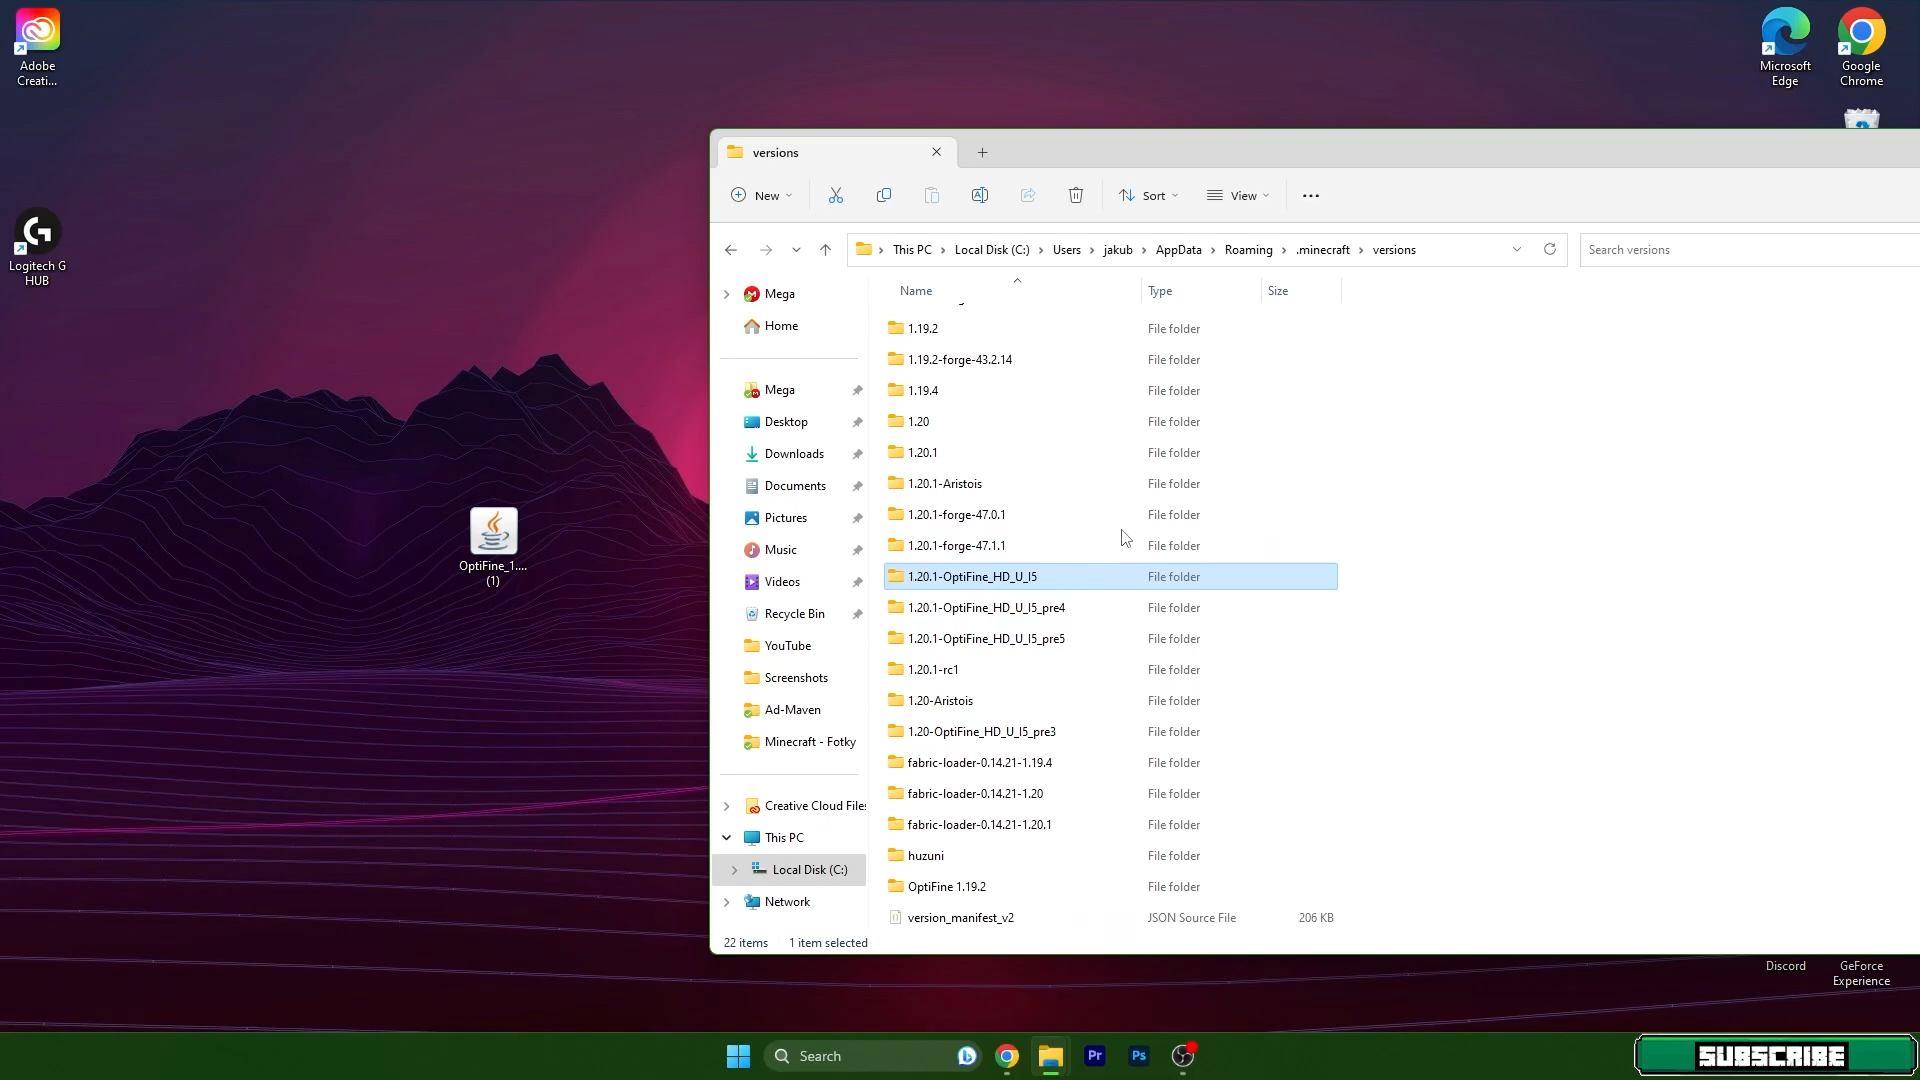 Adobe
Creati...
Logitech G
HUB
OptiFine_1....
(1)
Microsoft
Edge
Google
Chrome
versions
New
Sort
View
This PC
Local Disk (C:)
Users
jakub
AppData
Roaming
.minecraft
versions
Search versions
Mega
Home
Mega
Desktop
Downloads
Documents
Pictures
Music
Videos
Recycle Bin
YouTube
Screenshots
Ad-Maven
Minecraft - Fotky
Creative Cloud Files
This PC
Local Disk (C:)
Network
Name Type Size
1.19.2 File folder
1.19.2-forge-43.2.14 File folder
1.19.4 File folder
1.20 File folder
1.20.1 File folder
1.20.1-Aristois File folder
1.20.1-forge-47.0.1 File folder
1.20.1-forge-47.1.1 File folder
1.20.1-OptiFine_HD_U_I5 File folder
1.20.1-OptiFine_HD_U_I5_pre4 File folder
1.20.1-OptiFine_HD_U_I5_pre5 File folder
1.20.1-rc1 File folder
1.20-Aristois File folder
1.20-OptiFine_HD_U_I5_pre3 File folder
fabric-loader-0.14.21-1.19.4 File folder
fabric-loader-0.14.21-1.20 File folder
fabric-loader-0.14.21-1.20.1 File folder
huzuni File folder
OptiFine 1.19.2 File folder
version_manifest_v2 JSON Source File 206 KB
22 items 1 item selected
Discord
GeForce
Experience
Search
Pr
Ps
SUBSCRIBE